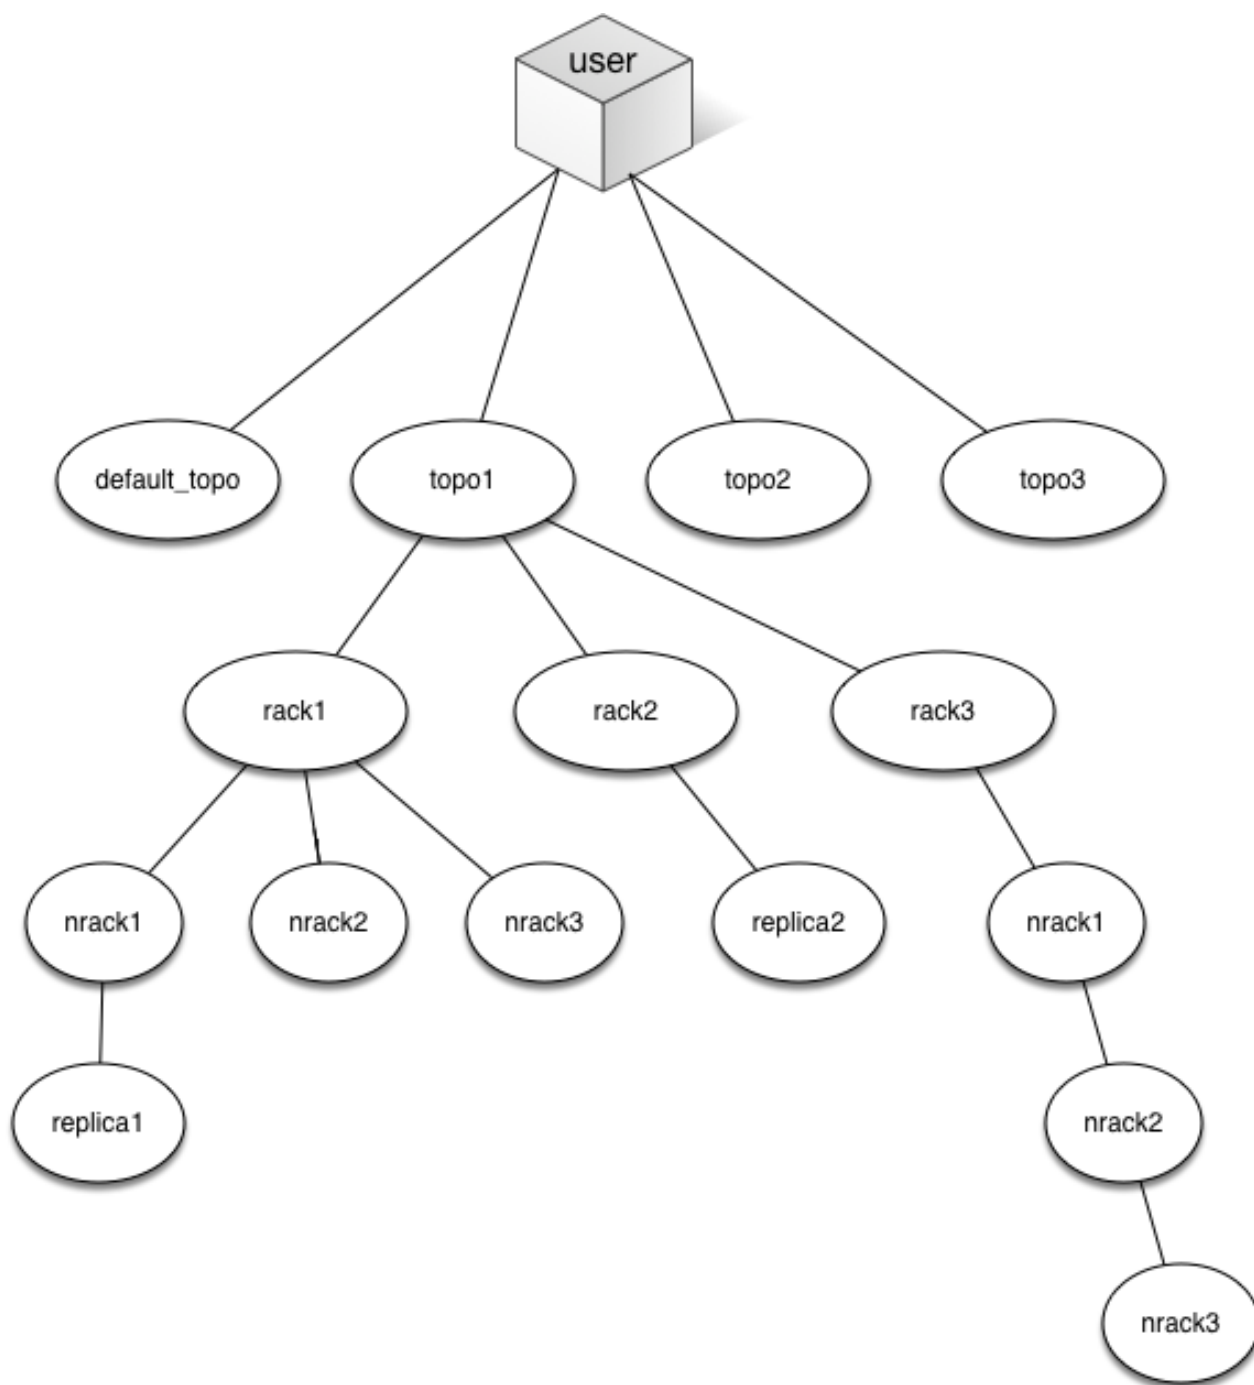 user
default_topo
topo1
topo2
topo3
rack1
rack2
rack3
nrack1
nrack2
nrack3
replica2
nrack1
replica1
nrack2
nrack3